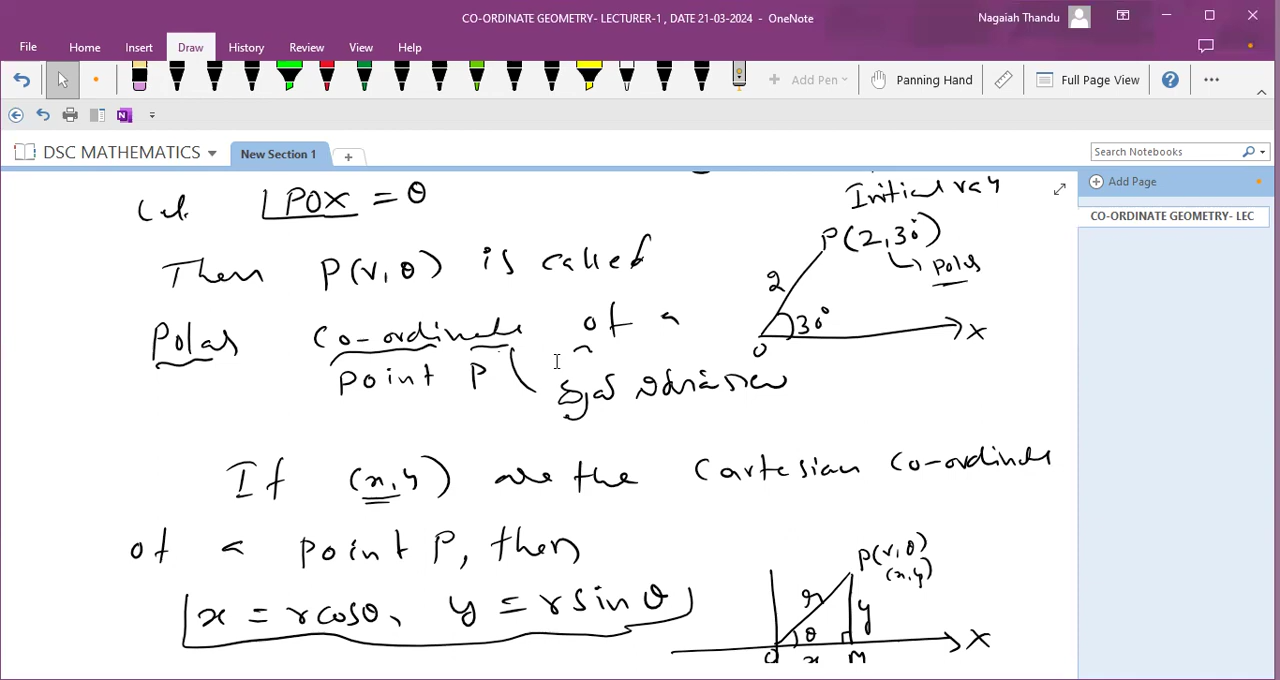 CO-ORDINATE GEOMETRY- LECTURER-1 , DATE 21-03-2024 - OneNote
Nagaiah Thandu
File Home Insert Draw History Review View Help
Add Pen
Panning Hand
Full Page View
DSC MATHEMATICS
New Section 1
Search Notebooks
Add Page
CO-ORDINATE GEOMETRY- LEC
Let ∠POX = θ
Initial ray
P(2,30°)
Polar
2
30°
O
X
Then P(r, θ) is called
Polar Co-ordinate of a
Point P (
If (x,y) are the Cartesian Co-ordinate
of a point P, then
x = r cosθ, y = r sin θ
P(r, θ)
(x,y)
r
y
θ
O
x
M
X